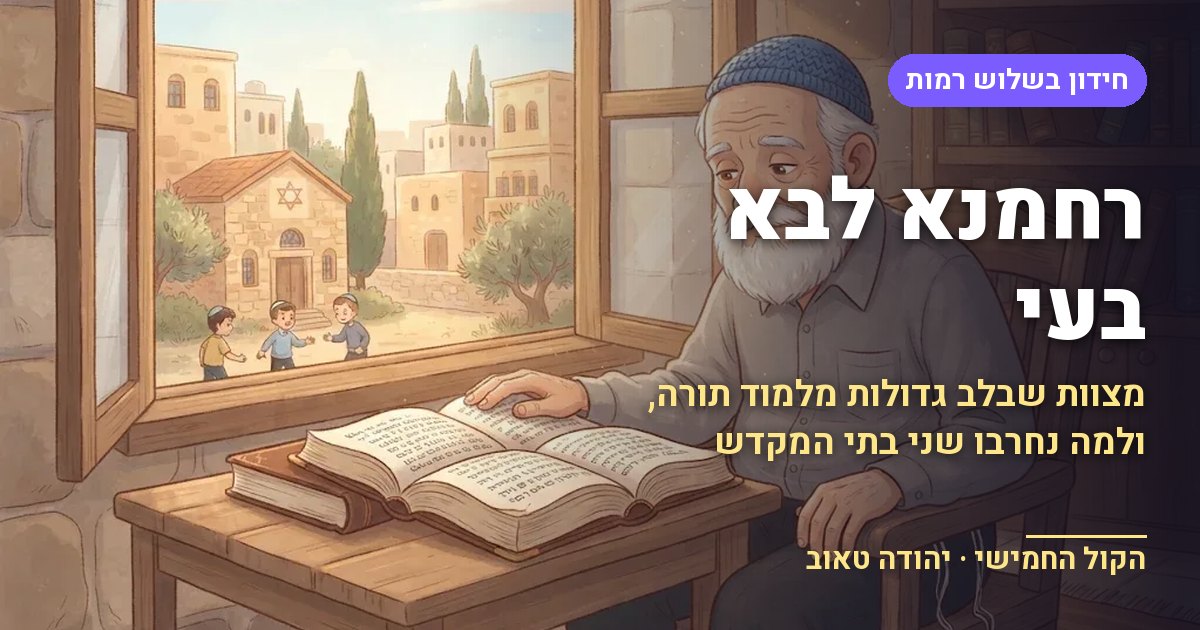 חידון בשלוש רמות
רחמנא לבא
בעי
מצוות שבלב גדולות מלמוד תורה,
ולמה נחרבו שני בתי המקדש
הקול החמישי · יהודה טאוב